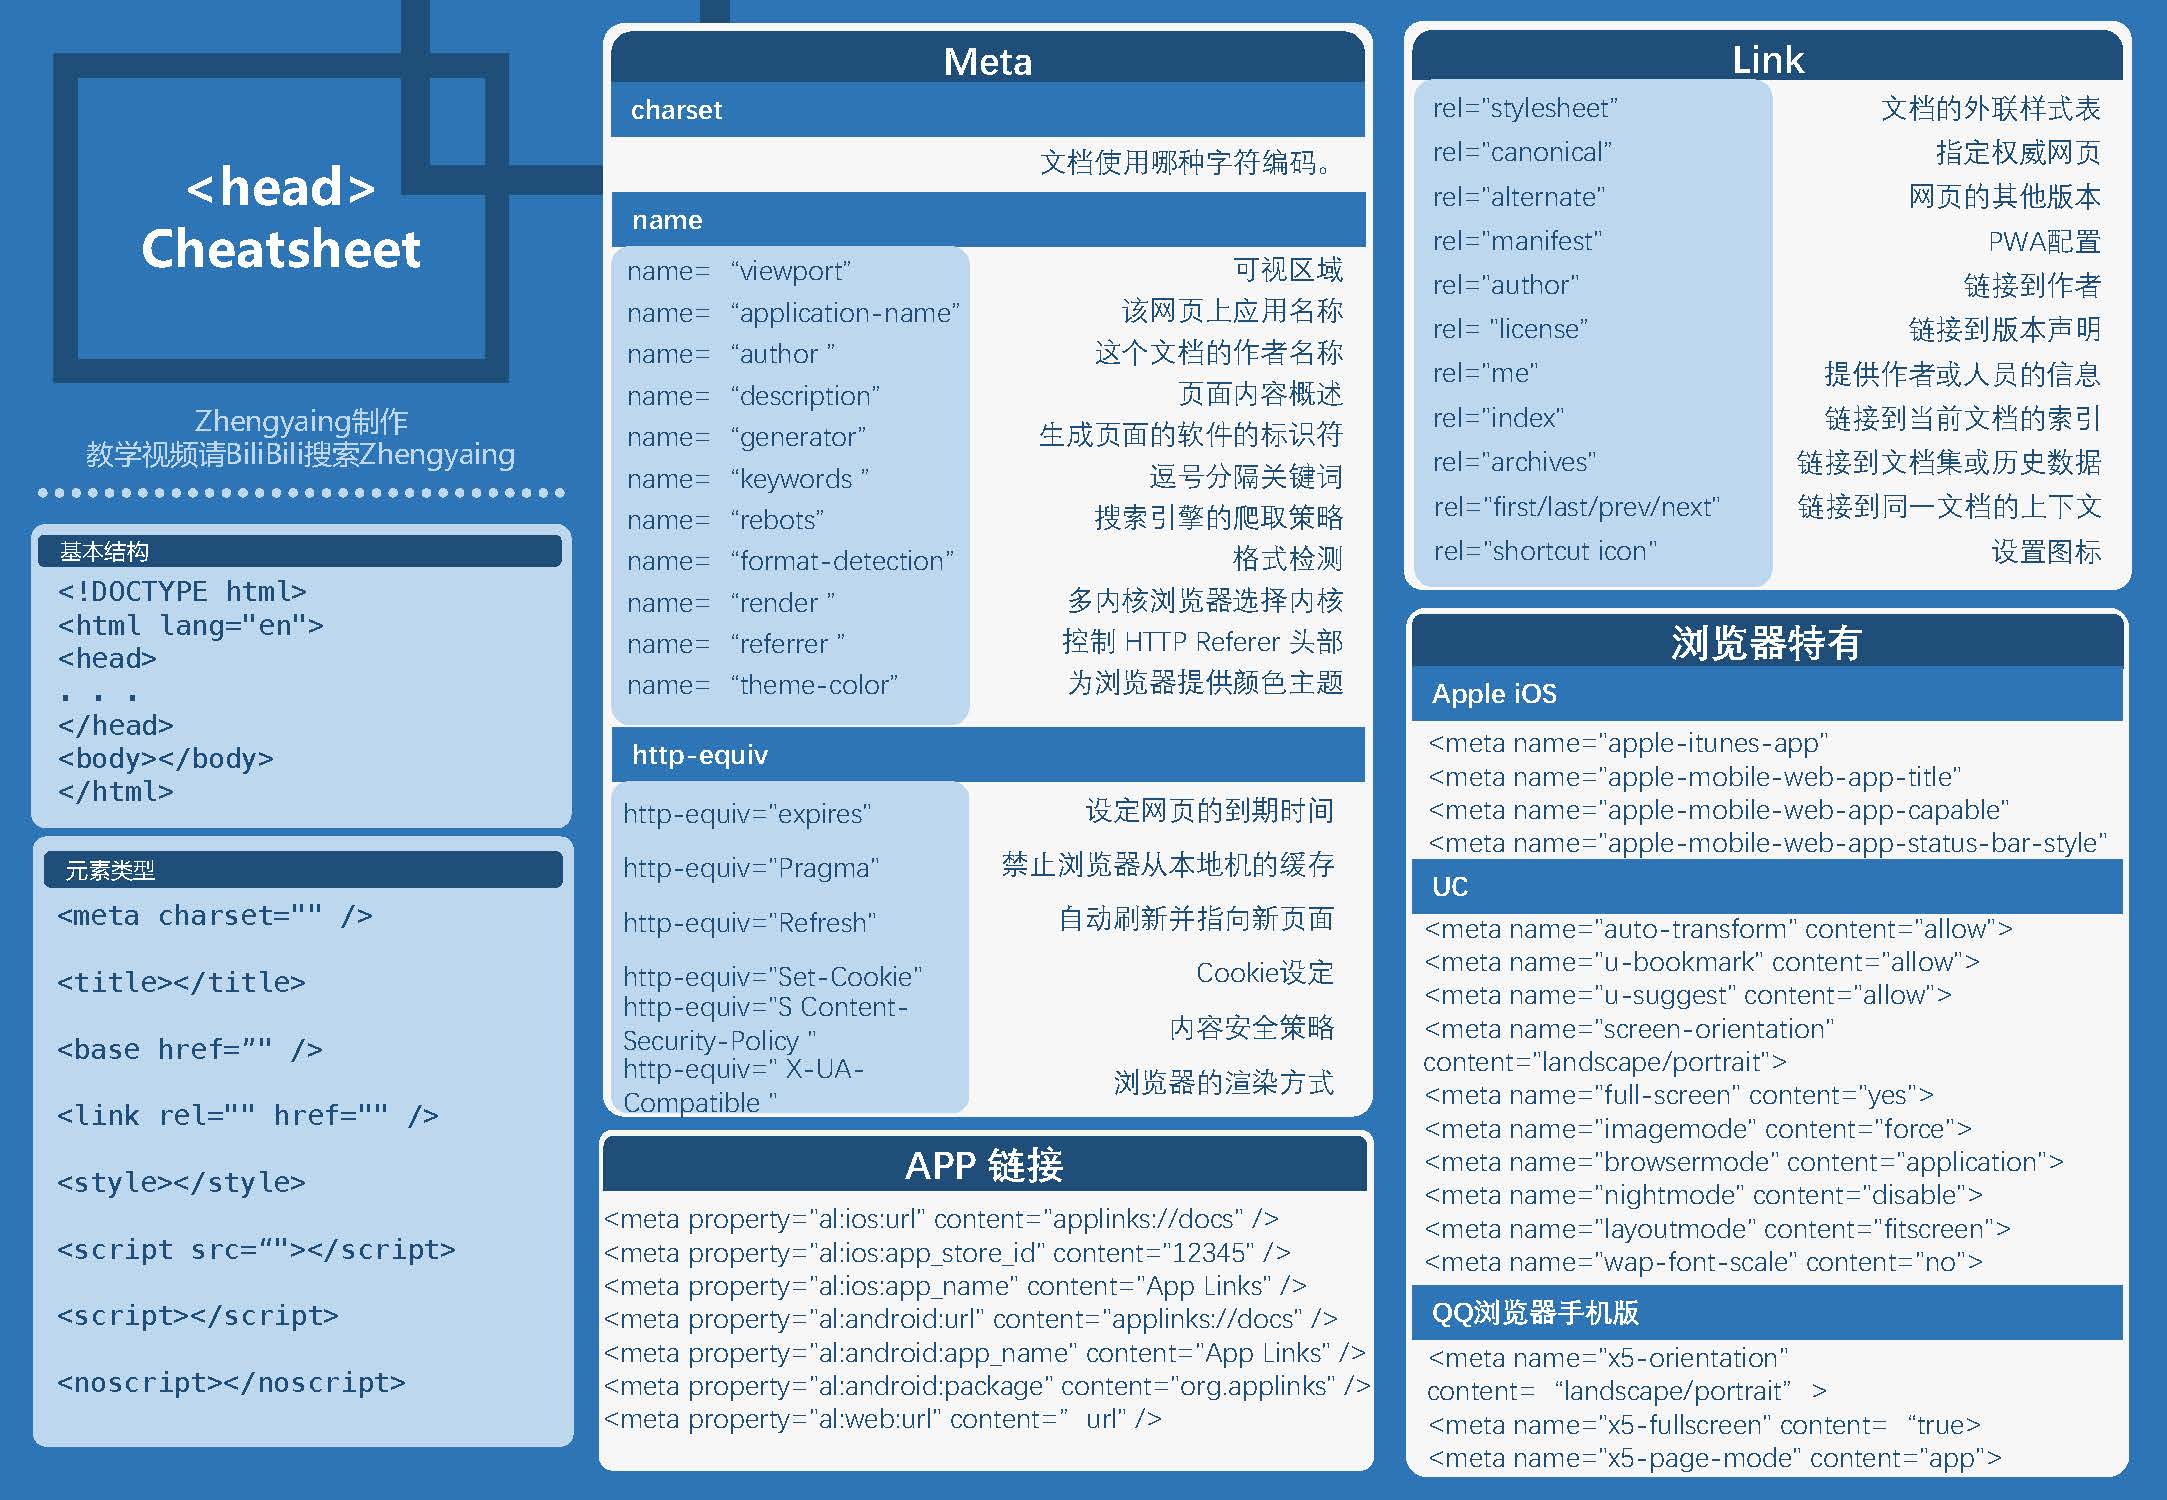 <head>
Cheatsheet
Zhengyaing制作
教学视频请BiliBili搜索Zhengyaing
基本结构
<!DOCTYPE html>
<html lang="en">
<head>
. . .
</head>
<body></body>
</html>
元素类型
<meta charset="" />
<title></title>
<base href=”" />
<link rel="" href="" />
<style></style>
<script src=“"></script>
<script></script>
<noscript></noscript>
Meta
charset
文档使用哪种字符编码。
name
name= “viewport” 可视区域
name= “application-name” 该网页上应用名称
name= “author ” 这个文档的作者名称
name= “description” 页面内容概述
name= “generator” 生成页面的软件的标识符
name= “keywords ” 逗号分隔关键词
name= “rebots” 搜索引擎的爬取策略
name= “format-detection” 格式检测
name= “render ” 多内核浏览器选择内核
name= “referrer ” 控制 HTTP Referer 头部
name= “theme-color” 为浏览器提供颜色主题
http-equiv
http-equiv="expires" 设定网页的到期时间
http-equiv="Pragma" 禁止浏览器从本地机的缓存
http-equiv="Refresh" 自动刷新并指向新页面
http-equiv="Set-Cookie" Cookie设定
http-equiv="S Content-
Security-Policy " 内容安全策略
http-equiv=" X-UA-
Compatible " 浏览器的渲染方式
APP 链接
<meta property="al:ios:url" content="applinks://docs" />
<meta property="al:ios:app_store_id" content="12345" />
<meta property="al:ios:app_name" content="App Links" />
<meta property="al:android:url" content="applinks://docs" />
<meta property="al:android:app_name" content="App Links" />
<meta property="al:android:package" content="org.applinks" />
<meta property="al:web:url" content=” url" />
Link
rel="stylesheet” 文档的外联样式表
rel="canonical” 指定权威网页
rel="alternate" 网页的其他版本
rel="manifest" PWA配置
rel="author" 链接到作者
rel= "license” 链接到版本声明
rel="me" 提供作者或人员的信息
rel="index" 链接到当前文档的索引
rel="archives" 链接到文档集或历史数据
rel="first/last/prev/next" 链接到同一文档的上下文
rel="shortcut icon" 设置图标
浏览器特有
Apple iOS
<meta name="apple-itunes-app"
<meta name="apple-mobile-web-app-title"
<meta name="apple-mobile-web-app-capable"
<meta name="apple-mobile-web-app-status-bar-style"
UC
<meta name="auto-transform" content="allow">
<meta name="u-bookmark" content="allow">
<meta name="u-suggest" content="allow">
<meta name="screen-orientation"
content="landscape/portrait">
<meta name="full-screen" content="yes">
<meta name="imagemode" content="force">
<meta name="browsermode" content="application">
<meta name="nightmode" content="disable">
<meta name="layoutmode" content="fitscreen">
<meta name="wap-font-scale" content="no">
QQ浏览器手机版
<meta name="x5-orientation"
content= “landscape/portrait” >
<meta name="x5-fullscreen" content= “true>
<meta name="x5-page-mode" content="app">